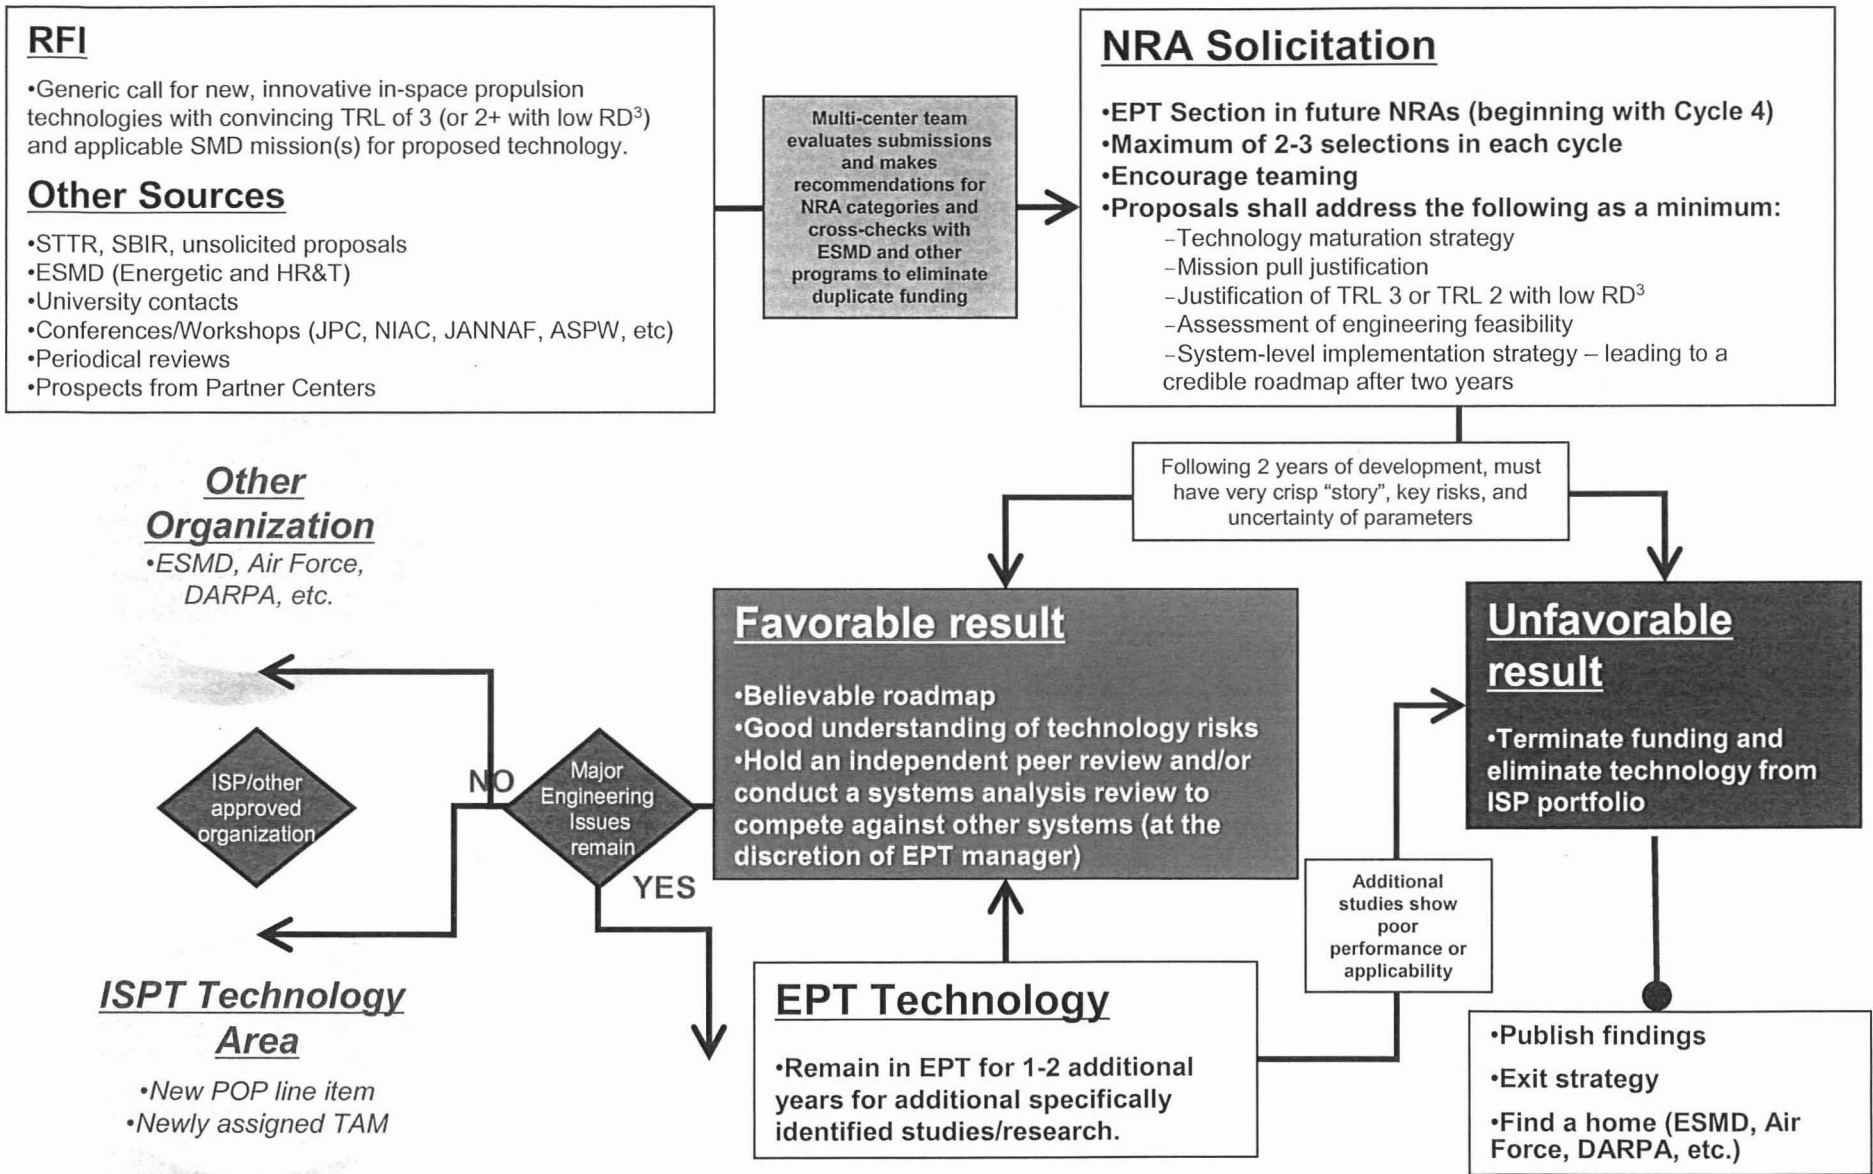 RFI
•Generic call for new, innovative in-space propulsion
technologies with convincing TRL of 3 (or 2+ with low RD³)
and applicable SMD mission(s) for proposed technology.
Other Sources
•STTR, SBIR, unsolicited proposals
•ESMD (Energetic and HR&T)
•University contacts
•Conferences/Workshops (JPC, NIAC, JANNAF, ASPW, etc)
•Periodical reviews
•Prospects from Partner Centers
Multi-center team
evaluates submissions
and makes
recommendations for
NRA categories and
cross-checks with
ESMD and other
programs to eliminate
duplicate funding
NRA Solicitation
•EPT Section in future NRAs (beginning with Cycle 4)
•Maximum of 2-3 selections in each cycle
•Encourage teaming
•Proposals shall address the following as a minimum:
–Technology maturation strategy
–Mission pull justification
–Justification of TRL 3 or TRL 2 with low RD³
–Assessment of engineering feasibility
–System-level implementation strategy – leading to a
credible roadmap after two years
Following 2 years of development, must
have very crisp “story”, key risks, and
uncertainty of parameters
Other
Organization
•ESMD, Air Force,
DARPA, etc.
ISP/other
approved
organization
NO
Major
Engineering
Issues
remain
YES
Favorable result
•Believable roadmap
•Good understanding of technology risks
•Hold an independent peer review and/or
conduct a systems analysis review to
compete against other systems (at the
discretion of EPT manager)
Unfavorable
result
•Terminate funding and
eliminate technology from
ISP portfolio
Additional
studies show
poor
performance or
applicability
ISPT Technology
Area
•New POP line item
•Newly assigned TAM
EPT Technology
•Remain in EPT for 1-2 additional
years for additional specifically
identified studies/research.
•Publish findings
•Exit strategy
•Find a home (ESMD, Air
Force, DARPA, etc.)